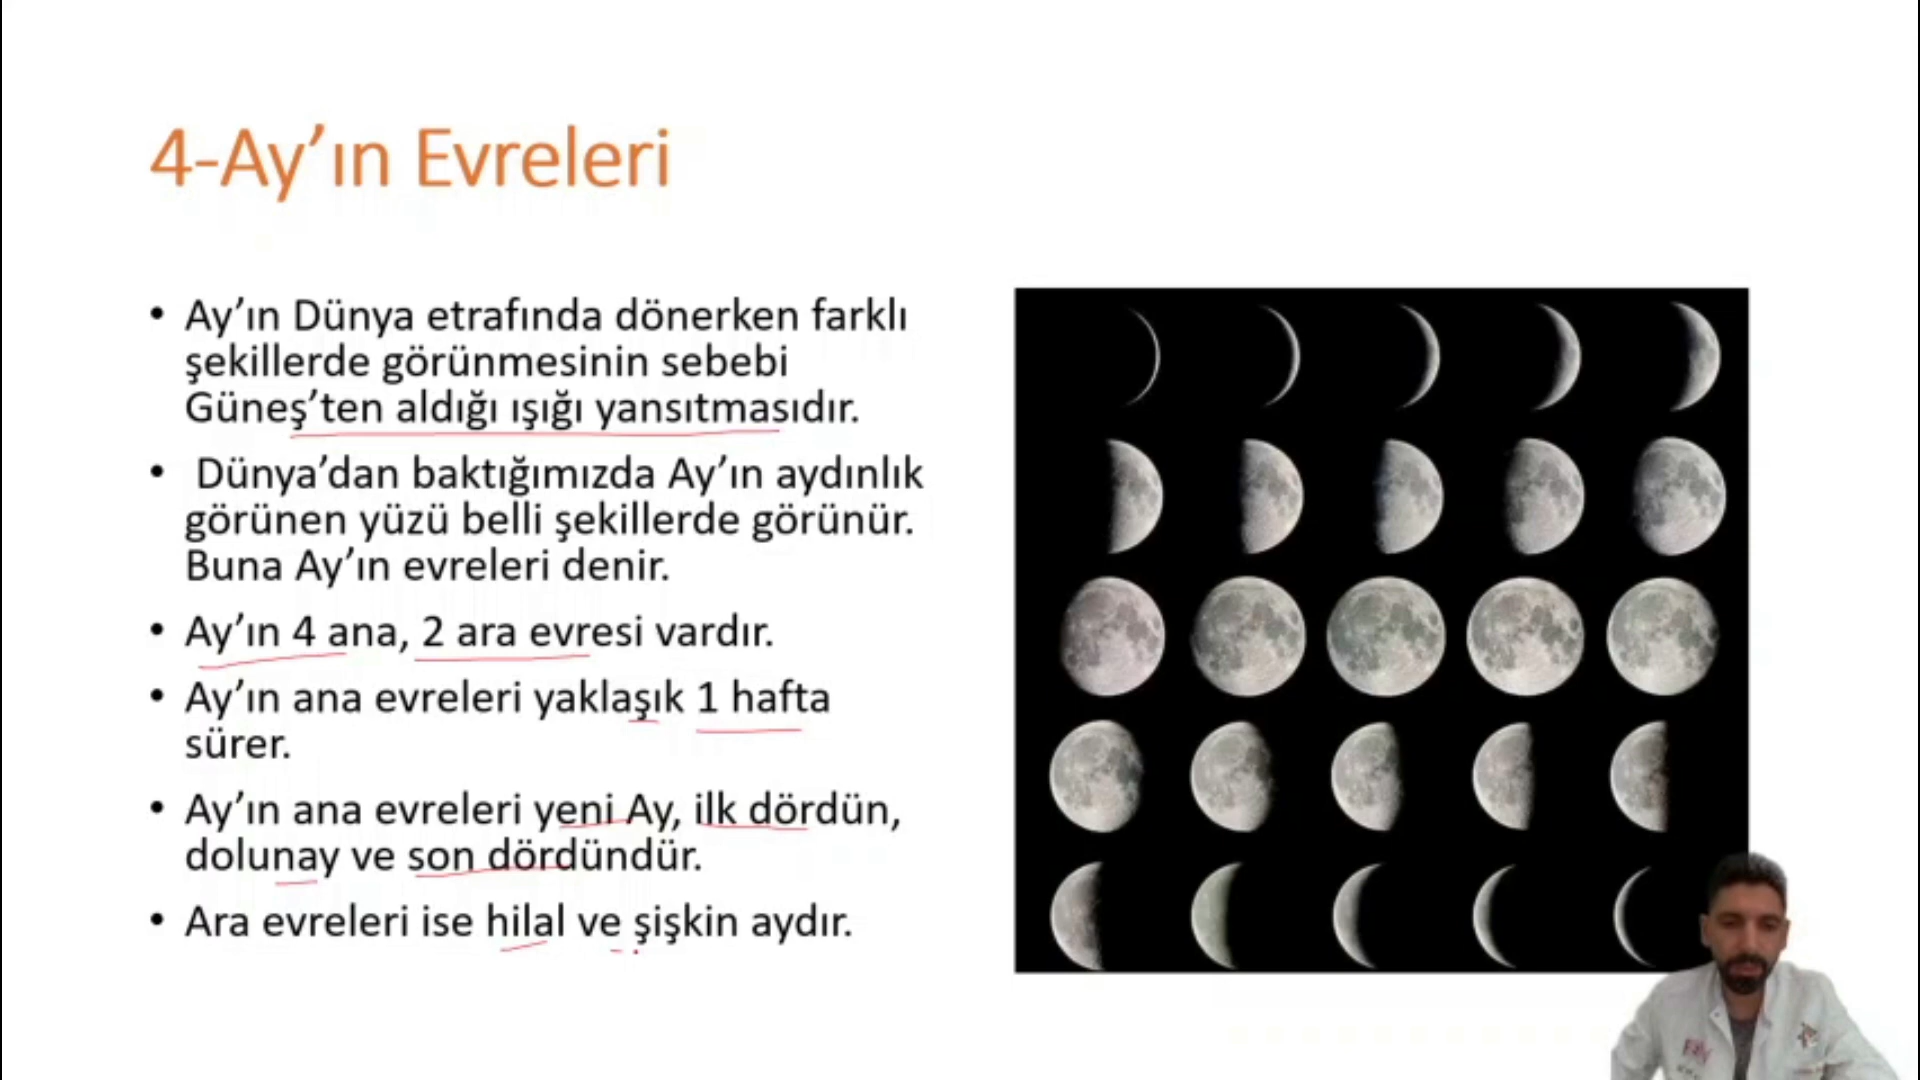 4-Ay’ın Evreleri
• Ay’ın Dünya etrafında dönerken farklı
şekillerde görünmesinin sebebi
Güneş’ten aldığı ışığı yansıtmasıdır.
• Dünya’dan baktığımızda Ay’ın aydınlık
görünen yüzü belli şekillerde görünür.
Buna Ay’ın evreleri denir.
• Ay’ın 4 ana, 2 ara evresi vardır.
• Ay’ın ana evreleri yaklaşık 1 hafta
sürer.
• Ay’ın ana evreleri yeni Ay, ilk dördün,
dolunay ve son dördündür.
• Ara evreleri ise hilal ve şişkin aydır.